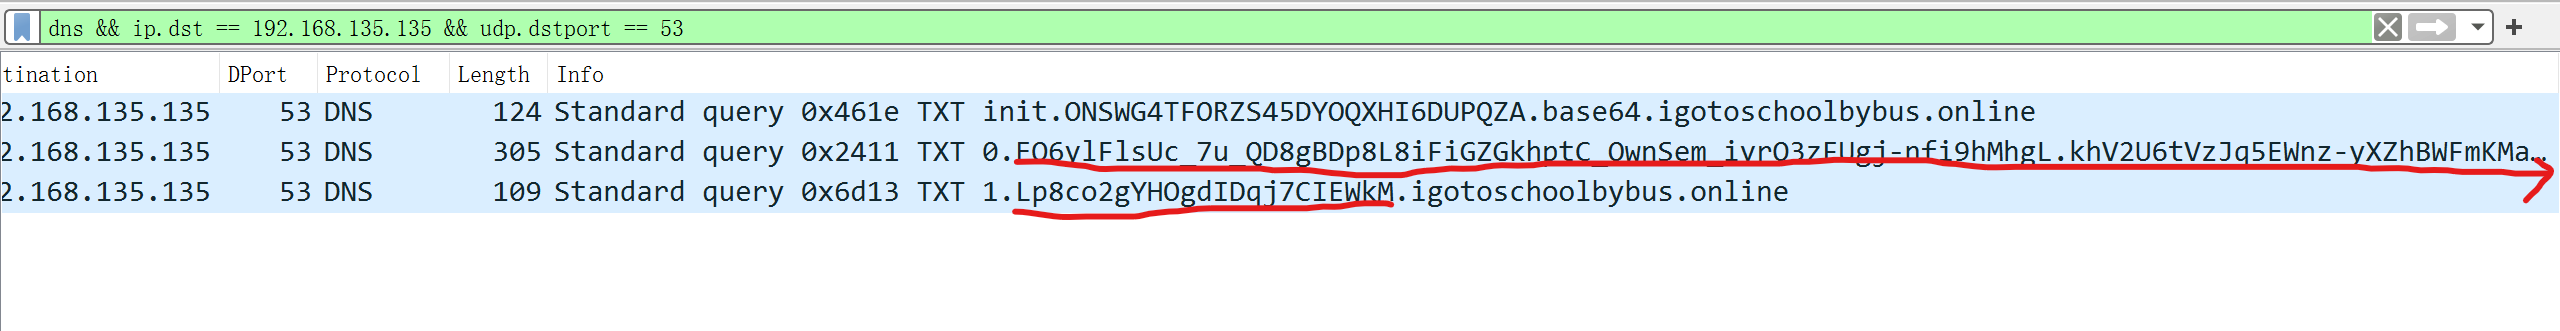 dns && ip.dst == 192.168.135.135 && udp.dstport == 53
tination DPort Protocol Length Info
2.168.135.135 53 DNS 124 Standard query 0x461e TXT init.ONSWG4TFORZS45DYOQXHI6DUPQZA.base64.igotoschoolbybus.online
2.168.135.135 53 DNS 305 Standard query 0x2411 TXT 0.EO6ylFlsUc_7u_QD8gBDp8L8iFiGZGkhptC_OwnSem_ivrO3zFUgj-nfi9hMhgL.khV2U6tVzJq5EWnz-yXZhBWFmKMa…
2.168.135.135 53 DNS 109 Standard query 0x6d13 TXT 1.Lp8co2gYHOgdIDqj7CIEWkM.igotoschoolbybus.online